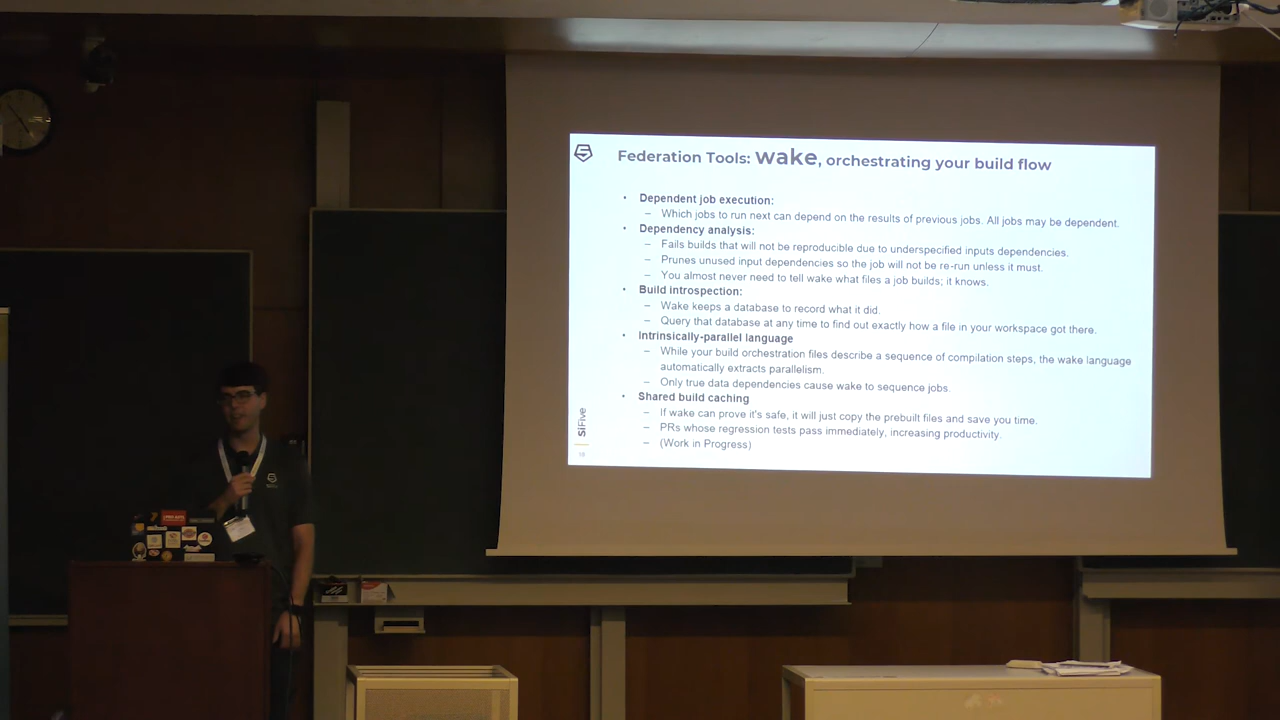 Federation Tools: wake, orchestrating your build flow
• Dependent job execution:
– Which jobs to run next can depend on the results of previous jobs. All jobs may be dependent.
• Dependency analysis:
– Fails builds that will not be reproducible due to underspecified inputs dependencies.
– Prunes unused input dependencies so the job will not be re-run unless it must.
– You almost never need to tell wake what files a job builds; it knows.
• Build introspection:
– Wake keeps a database to record what it did.
– Query that database at any time to find out exactly how a file in your workspace got there.
• Intrinsically-parallel language
– While your build orchestration files describe a sequence of compilation steps, the wake language
automatically extracts parallelism.
– Only true data dependencies cause wake to sequence jobs.
• Shared build caching
– If wake can prove it's safe, it will just copy the prebuilt files and save you time.
– PRs whose regression tests pass immediately, increasing productivity.
– (Work in Progress)
SiFive